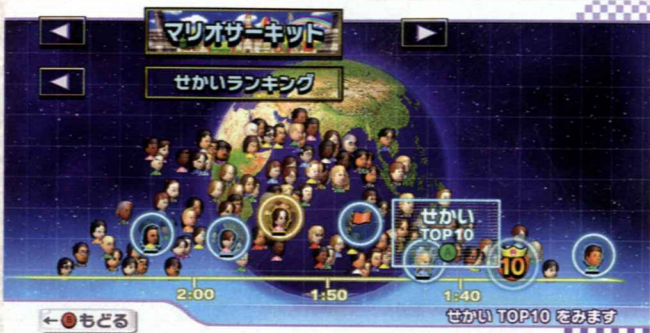 マリオサーキット
せかいランキング
せかい
TOP10
A
10
2:00
1:50
1:40
←Bもどる
せかい TOP10 をみます